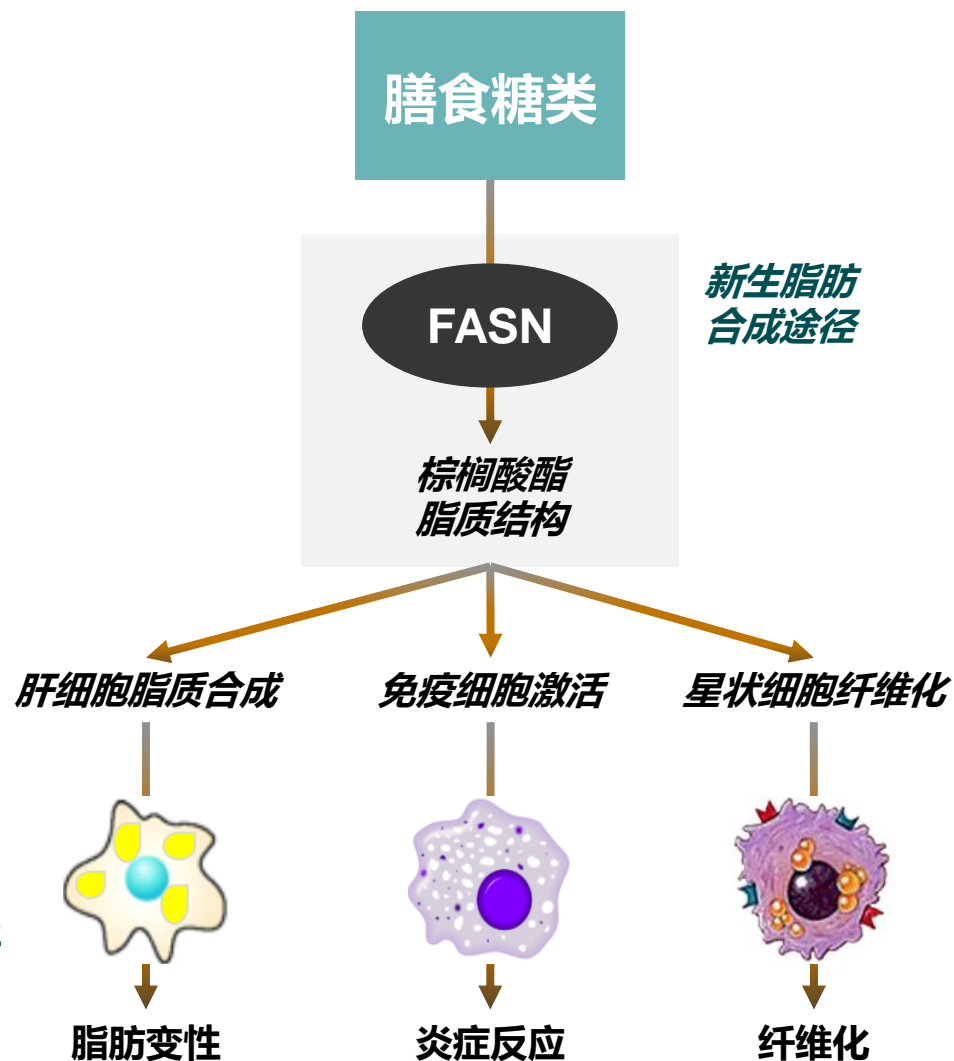 膳食糖类
FASN
新生脂肪
合成途径
棕榈酸酯
脂质结构
肝细胞脂质合成
免疫细胞激活
星状细胞纤维化
脂肪变性
炎症反应
纤维化